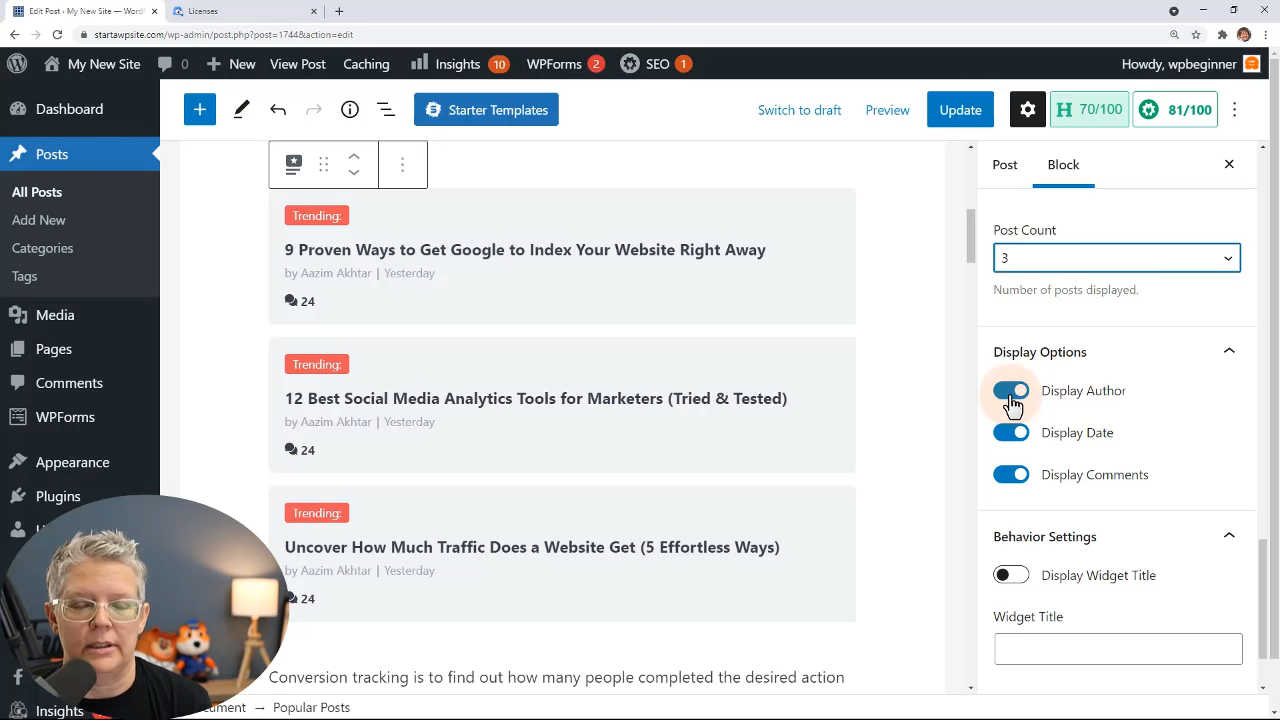 Edit Post ‹ My New Site — Word
Licenses
startawpsite.com/wp-admin/post.php?post=1744&action=edit
My New Site
0
New
View Post
Caching
Insights
10
WPForms
2
SEO
1
Howdy, wpbeginner
Dashboard
Posts
All Posts
Add New
Categories
Tags
Media
Pages
Comments
WPForms
Appearance
Plugins
Insights
Starter Templates
Switch to draft
Preview
Update
H 70/100
81/100
Trending:
9 Proven Ways to Get Google to Index Your Website Right Away
by Aazim Akhtar | Yesterday
24
Trending:
12 Best Social Media Analytics Tools for Marketers (Tried & Tested)
by Aazim Akhtar | Yesterday
24
Trending:
Uncover How Much Traffic Does a Website Get (5 Effortless Ways)
by Aazim Akhtar | Yesterday
24
Conversion tracking is to find out how many people completed the desired action
→ Popular Posts
Post
Block
Post Count
3
Number of posts displayed.
Display Options
Display Author
Display Date
Display Comments
Behavior Settings
Display Widget Title
Widget Title